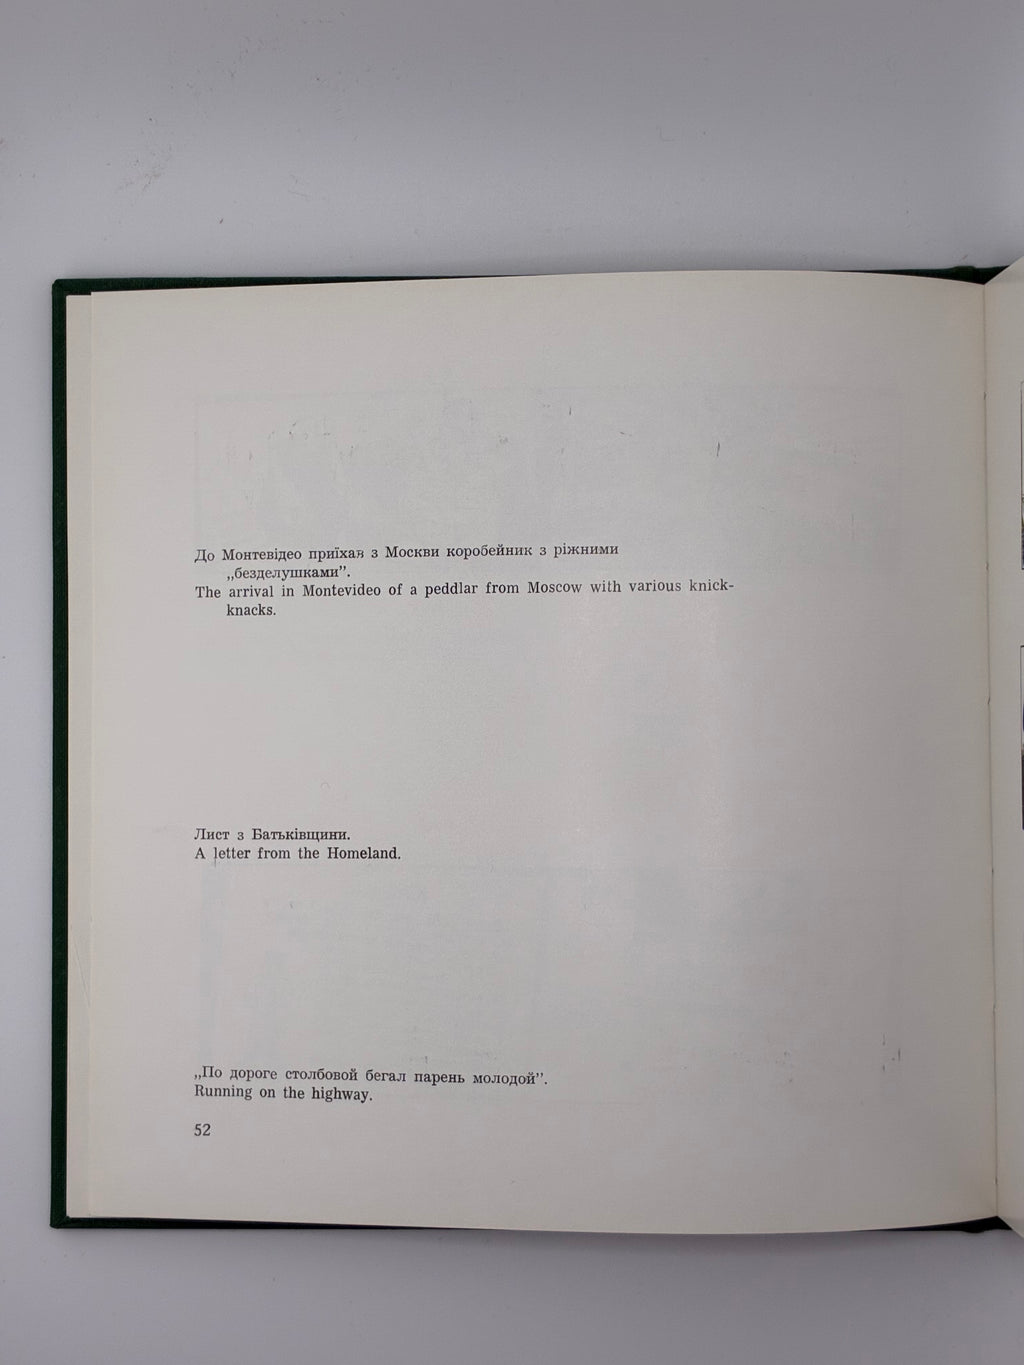 До Монтевідео приїхав з Москви коробейник з ріжними
„безделушками”.
The arrival in Montevideo of a peddlar from Moscow with various knick-
knacks.
Лист з Батьківщини.
A letter from the Homeland.
„По дороге столбовой бегал парень молодой”.
Running on the highway.
52